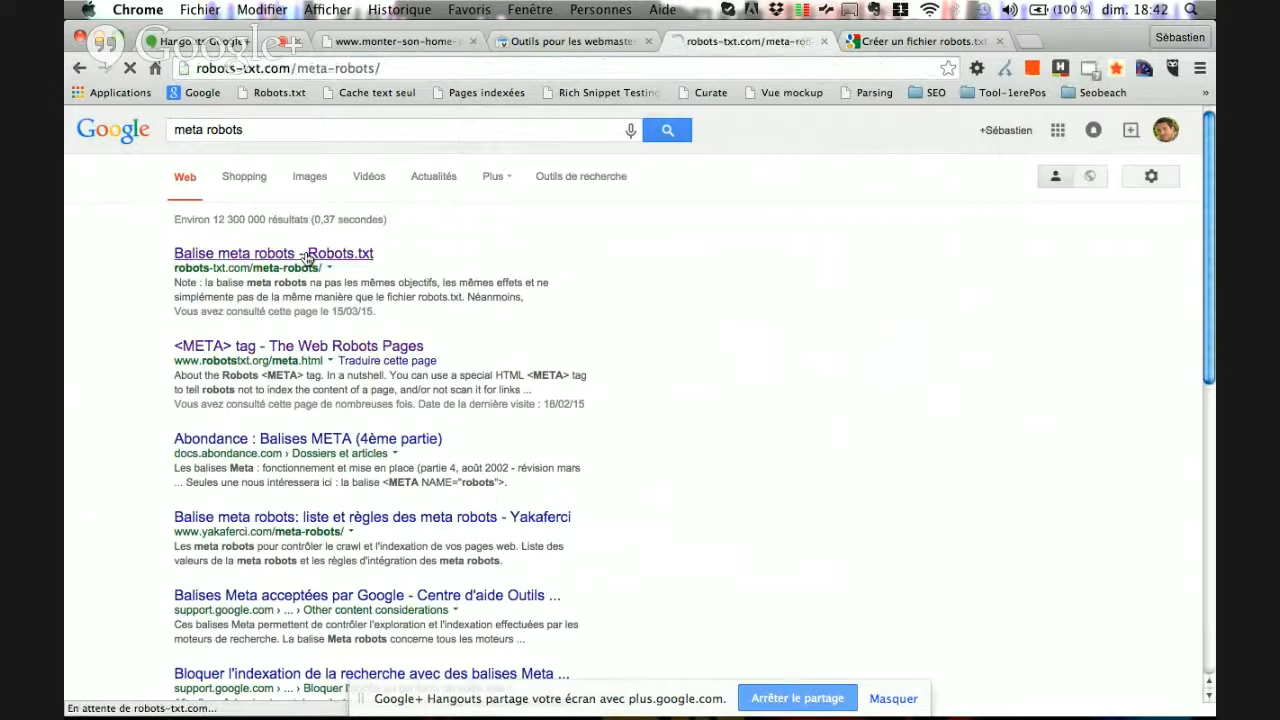 Chrome Fichier Modifier Afficher Historique Favoris Fenêtre Personnes Aide (100 %) dim. 18:42
Google+
www.monter-son-home- Outils pour les webmaste robots-txt.com/meta-rob Créer un fichier robots.txt Sébastien
robots-txt.com/meta-robots/
Applications Google Robots.txt Cache text seul Pages indexées Rich Snippet Testing Curate Vue mockup Parsing SEO Tool-1erePos Seobeach »
Google meta robots +Sébastien
Web Shopping Images Vidéos Actualités Plus Outils de recherche
Environ 12 300 000 résultats (0,37 secondes)
Balise meta robots - Robots.txt
robots-txt.com/meta-robots/
Note : la balise meta robots na pas les mêmes objectifs, les mêmes effets et ne
simplémente pas de la même manière que le fichier robots.txt. Néanmoins,
Vous avez consulté cette page le 15/03/15.
<META> tag - The Web Robots Pages
www.robotstxt.org/meta.html Traduire cette page
About the Robots <META> tag. In a nutshell. You can use a special HTML <META> tag
to tell robots not to index the content of a page, and/or not scan it for links ...
Vous avez consulté cette page de nombreuses fois. Date de la dernière visite : 18/02/15
Abondance : Balises META (4ème partie)
docs.abondance.com › Dossiers et articles
Les balises Meta : fonctionnement et mise en place (partie 4, août 2002 - révision mars
... Seules une nous intéressera ici : la balise <META NAME="robots">.
Balise meta robots: liste et règles des meta robots - Yakaferci
www.yakaferci.com/meta-robots/
Les meta robots pour contrôler le crawl et l'indexation de vos pages web. Liste des
valeurs de la meta robots et les règles d'intégration des meta robots.
Balises Meta acceptées par Google - Centre d'aide Outils ...
support.google.com › ... › Other content considerations
Ces balises Meta permettent de contrôler l'exploration et l'indexation effectuées par les
moteurs de recherche. La balise Meta robots concerne tous les moteurs ...
Bloquer l'indexation de la recherche avec des balises Meta ...
support.google.com › ... › Bloquer
Google+ Hangouts partage votre écran avec plus.google.com. Arrêter le partage Masquer
En attente de robots-txt.com...